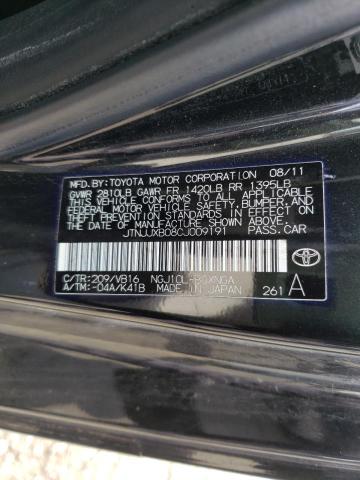 MFD.BY:TOYOTA MOTOR CORPORATION 08/11
GVWR 2810LB GAWR FR 1420LB RR 1395LB
THIS VEHICLE CONFORMS TO ALL APPLICABLE
FEDERAL MOTOR VEHICLE SAFETY, BUMPER, AND
THEFT PREVENTION STANDARDS IN EFFECT ON
THE DATE OF MANUFACTURE SHOWN ABOVE.
JTNJJXB08CJ009191 PASS.CAR
C/TR:209/VB16 NGJ10L-BGXNGA
A/TM:-04A/K41B MADE IN JAPAN 261 A